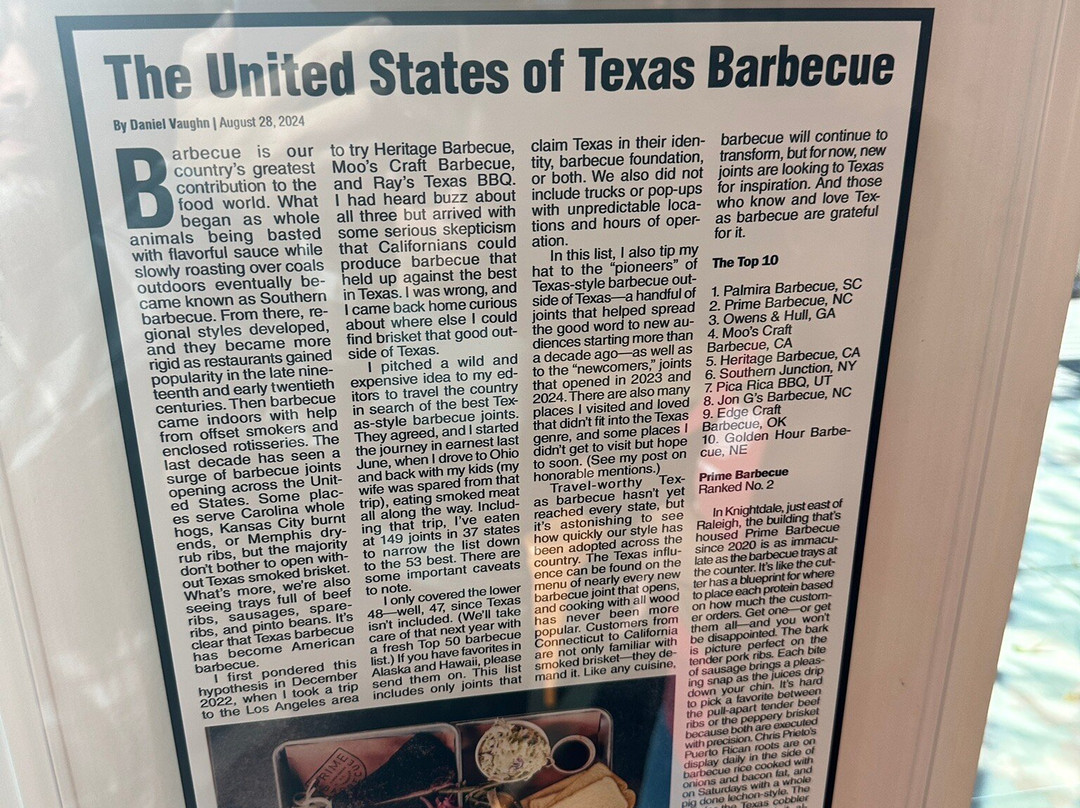 The United States of Texas Barbecue
By Daniel Vaughn | August 28, 2024
Barbecue is our
country's greatest
contribution to the
food world. What
began as whole
animals being basted
with flavorful sauce while
slowly roasting over coals
outdoors eventually be-
came known as Southern
barbecue. From there, re-
gional styles developed,
and they became more
rigid as restaurants gained
popularity in the late nine-
teenth and early twentieth
centuries. Then barbecue
came indoors with help
from offset smokers and
enclosed rotisseries. The
last decade has seen a
surge of barbecue joints
opening across the Unit-
ed States. Some plac-
es serve Carolina whole
hogs, Kansas City burnt
ends, or Memphis dry-
rub ribs, but the majority
don't bother to open with-
out Texas smoked brisket.
What's more, we're also
seeing trays full of beef
ribs, sausages, spare-
ribs, and pinto beans. It's
clear that Texas barbecue
has become American
barbecue.
I first pondered this
hypothesis in December
2022, when I took a trip
to the Los Angeles area
to try Heritage Barbecue,
Moo's Craft Barbecue,
and Ray's Texas BBQ.
I had heard buzz about
all three but arrived with
some serious skepticism
that Californians could
produce barbecue that
held up against the best
in Texas. I was wrong, and
I came back home curious
about where else I could
find brisket that good out-
side of Texas.
I pitched a wild and
expensive idea to my ed-
itors to travel the country
in search of the best Tex-
as-style barbecue joints.
They agreed, and I started
the journey in earnest last
June, when I drove to Ohio
and back with my kids (my
wife was spared from that
trip), eating smoked meat
all along the way. Includ-
ing that trip, I've eaten
at 149 joints in 37 states
to narrow the list down
to the 53 best. There are
some important caveats
to note.
I only covered the lower
48—well, 47, since Texas
isn't included. (We'll take
care of that next year with
a fresh Top 50 barbecue
list.) If you have favorites in
Alaska and Hawaii, please
send them on. This list
includes only joints that
claim Texas in their iden-
tity, barbecue foundation,
or both. We also did not
include trucks or pop-ups
with unpredictable loca-
tions and hours of oper-
ation.
In this list, I also tip my
hat to the "pioneers" of
Texas-style barbecue out-
side of Texas—a handful of
joints that helped spread
the good word to new au-
diences starting more than
a decade ago—as well as
to the "newcomers," joints
that opened in 2023 and
2024. There are also many
places I visited and loved
that didn't fit into the Texas
genre, and some places I
didn't get to visit but hope
to soon. (See my post on
honorable mentions.)
Travel-worthy Tex-
as barbecue hasn't yet
reached every state, but
it's astonishing to see
how quickly our style has
been adopted across the
country. The Texas influ-
ence can be found on the
menu of nearly every new
barbecue joint that opens,
and cooking with all wood
has never been more
popular. Customers from
Connecticut to California
are not only familiar with
smoked brisket—they de-
mand it. Like any cuisine,
barbecue will continue to
transform, but for now, new
joints are looking to Texas
for inspiration. And those
who know and love Tex-
as barbecue are grateful
for it.
The Top 10
1. Palmira Barbecue, SC
2. Prime Barbecue, NC
3. Owens & Hull, GA
4. Moo's Craft
Barbecue, CA
5. Heritage Barbecue, CA
6. Southern Junction, NY
7. Pica Rica BBQ, UT
8. Jon G's Barbecue, NC
9. Edge Craft
Barbecue, OK
10. Golden Hour Barbe-
cue, NE
Prime Barbecue
Ranked No. 2
In Knightdale, just east of
Raleigh, the building that's
housed Prime Barbecue
since 2020 is as immacu-
late as the barbecue trays at
the counter. It's like the cut-
ter has a blueprint for where
to place each protein based
on how much the custom-
er orders. Get one—or get
them all—and you won't
be disappointed. The bark
is picture perfect on the
tender pork ribs. Each bite
of sausage brings a pleas-
ing snap as the juices drip
down your chin. It's hard
to pick a favorite between
the pull-apart tender beef
ribs or the peppery brisket
because both are executed
with precision. Chris Prieto's
Puerto Rican roots are on
display daily in the side of
barbecue rice cooked with
onions and bacon fat, and
on Saturdays with a whole
pig done lechon-style. The
Texas cobbler
PRIME